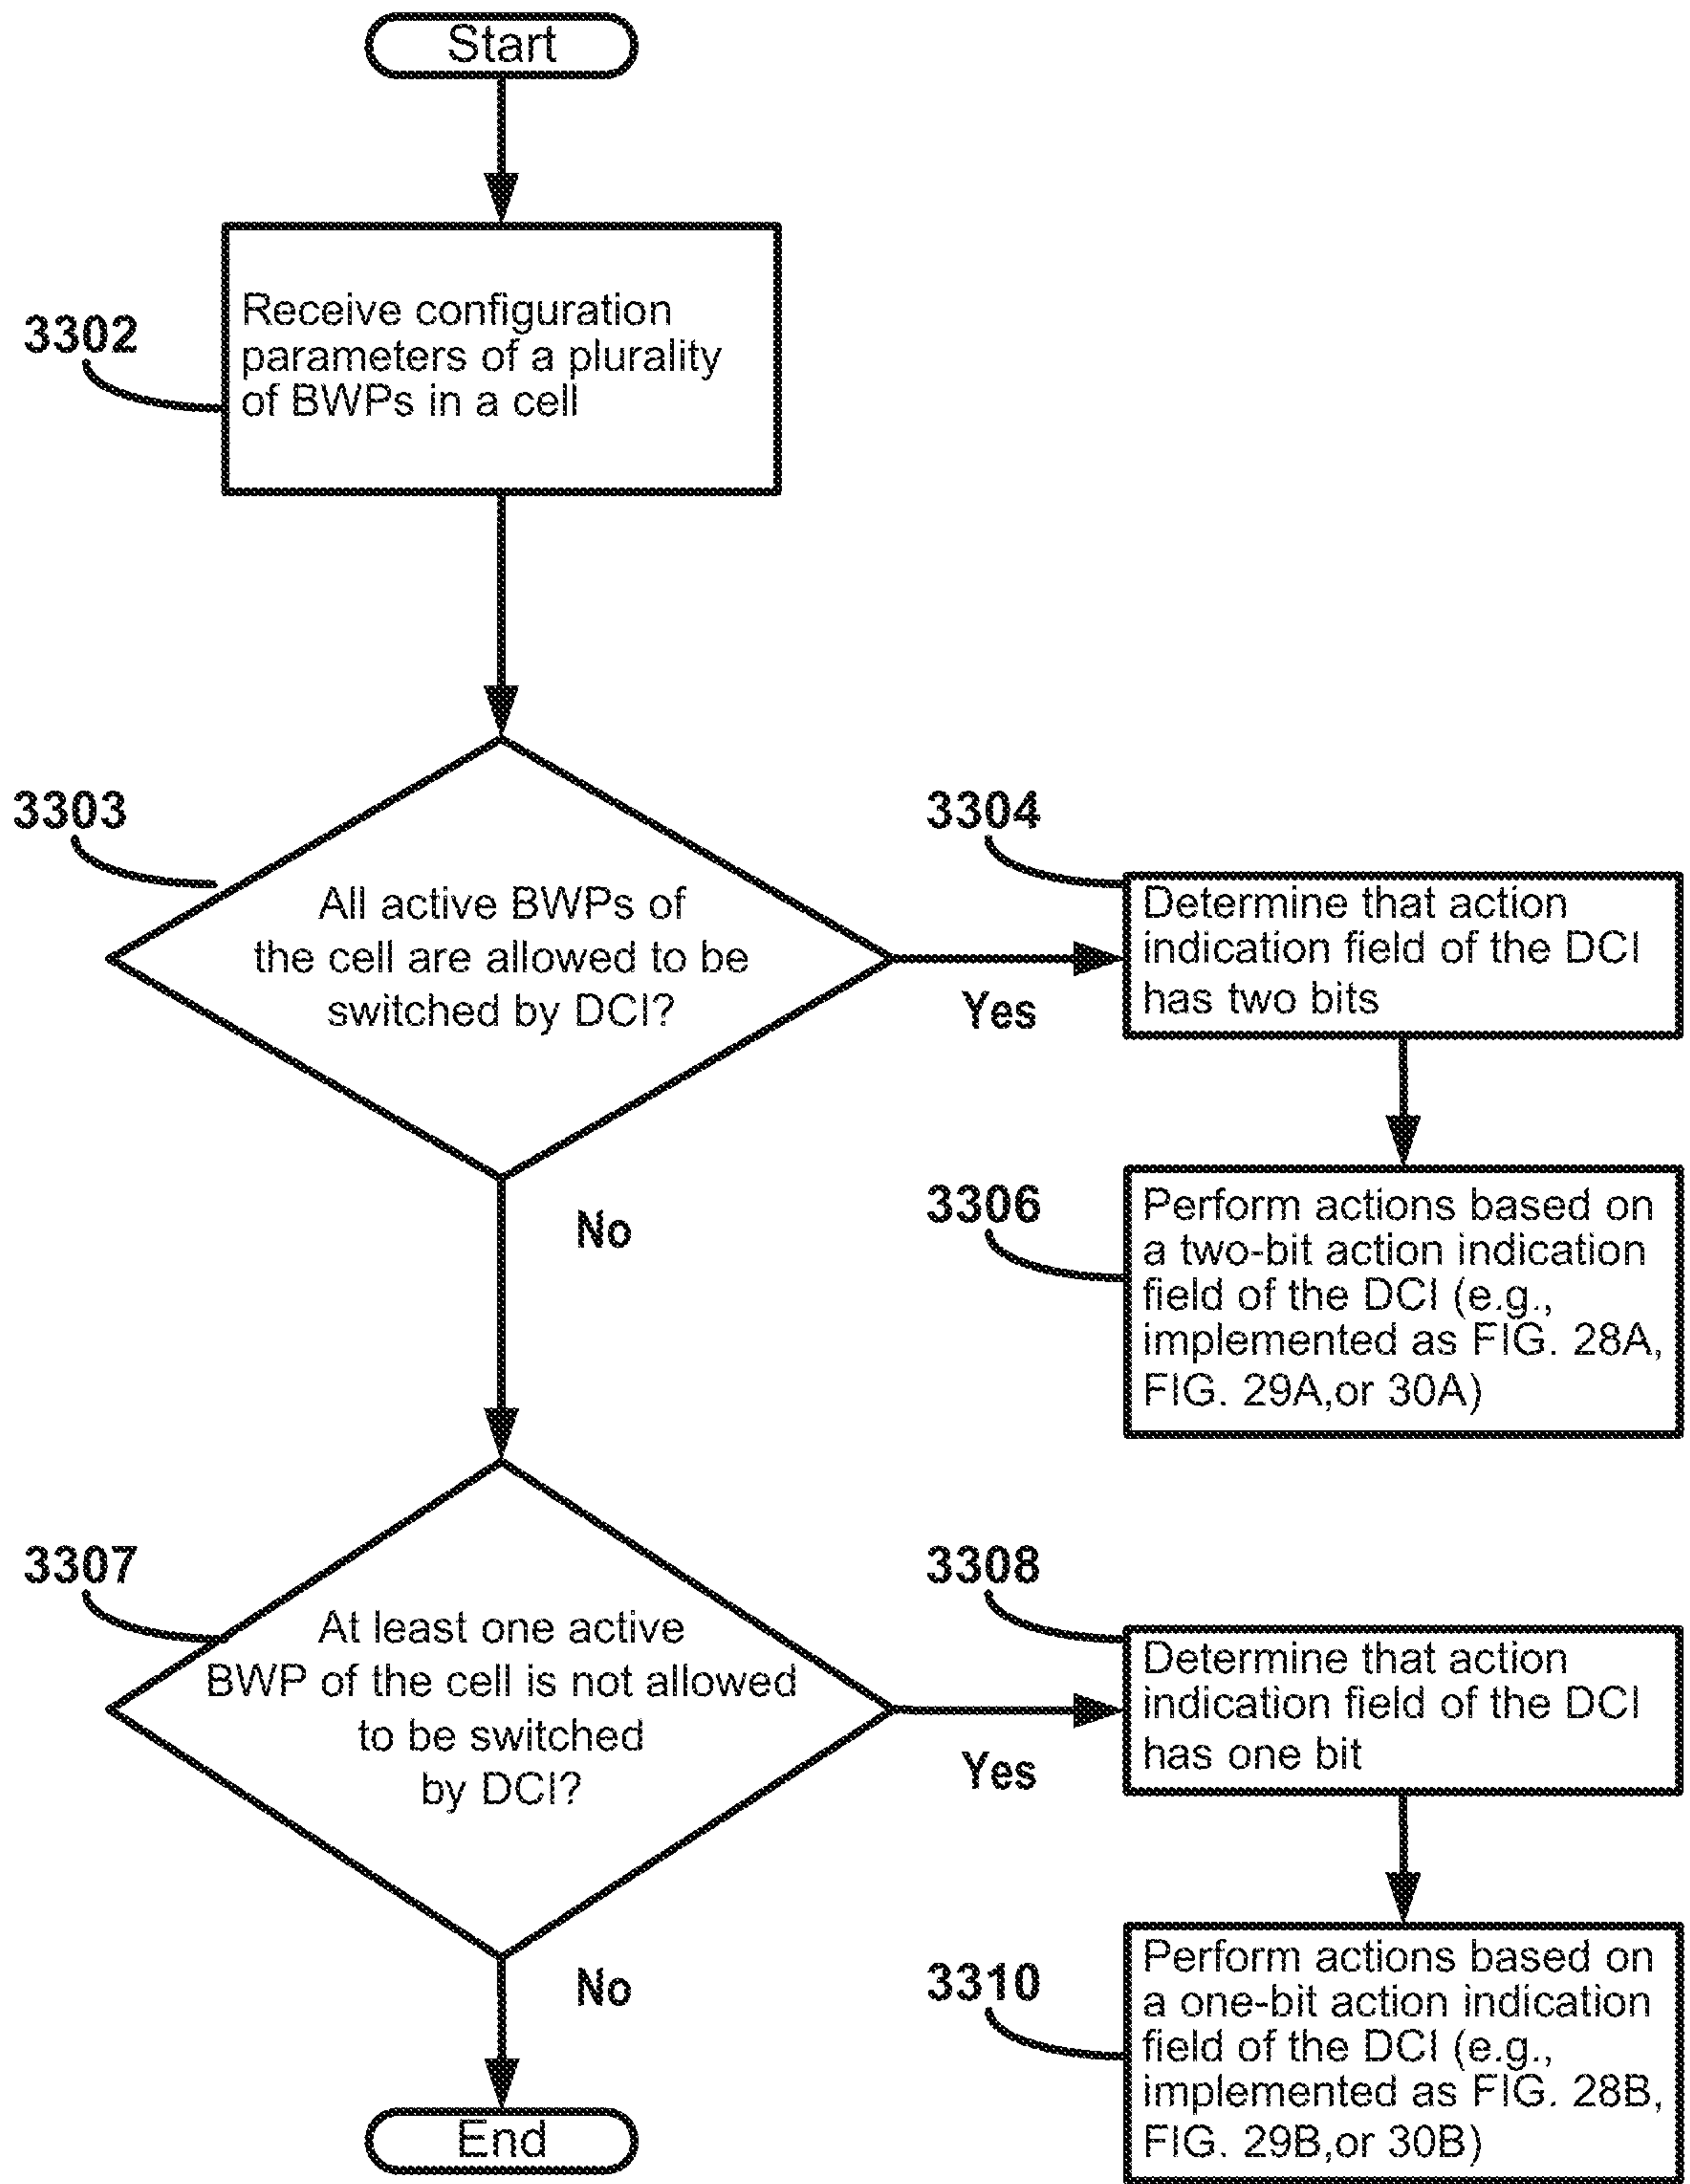 Start
3302
Receive configuration
parameters of a plurality
of BWPs in a cell
3303
All active BWPs of
the cell are allowed to be
switched by DCI?
Yes
No
3304
Determine that action
indication field of the DCI
has two bits
3306
Perform actions based on
a two-bit action indication
field of the DCI (e.g.,
implemented as FIG. 28A,
FIG. 29A,or 30A)
3307
At least one active
BWP of the cell is not allowed
to be switched
by DCI?
Yes
No
3308
Determine that action
indication field of the DCI
has one bit
3310
Perform actions based on
a one-bit action indication
field of the DCI (e.g.,
implemented as FIG. 28B,
FIG. 29B,or 30B)
End